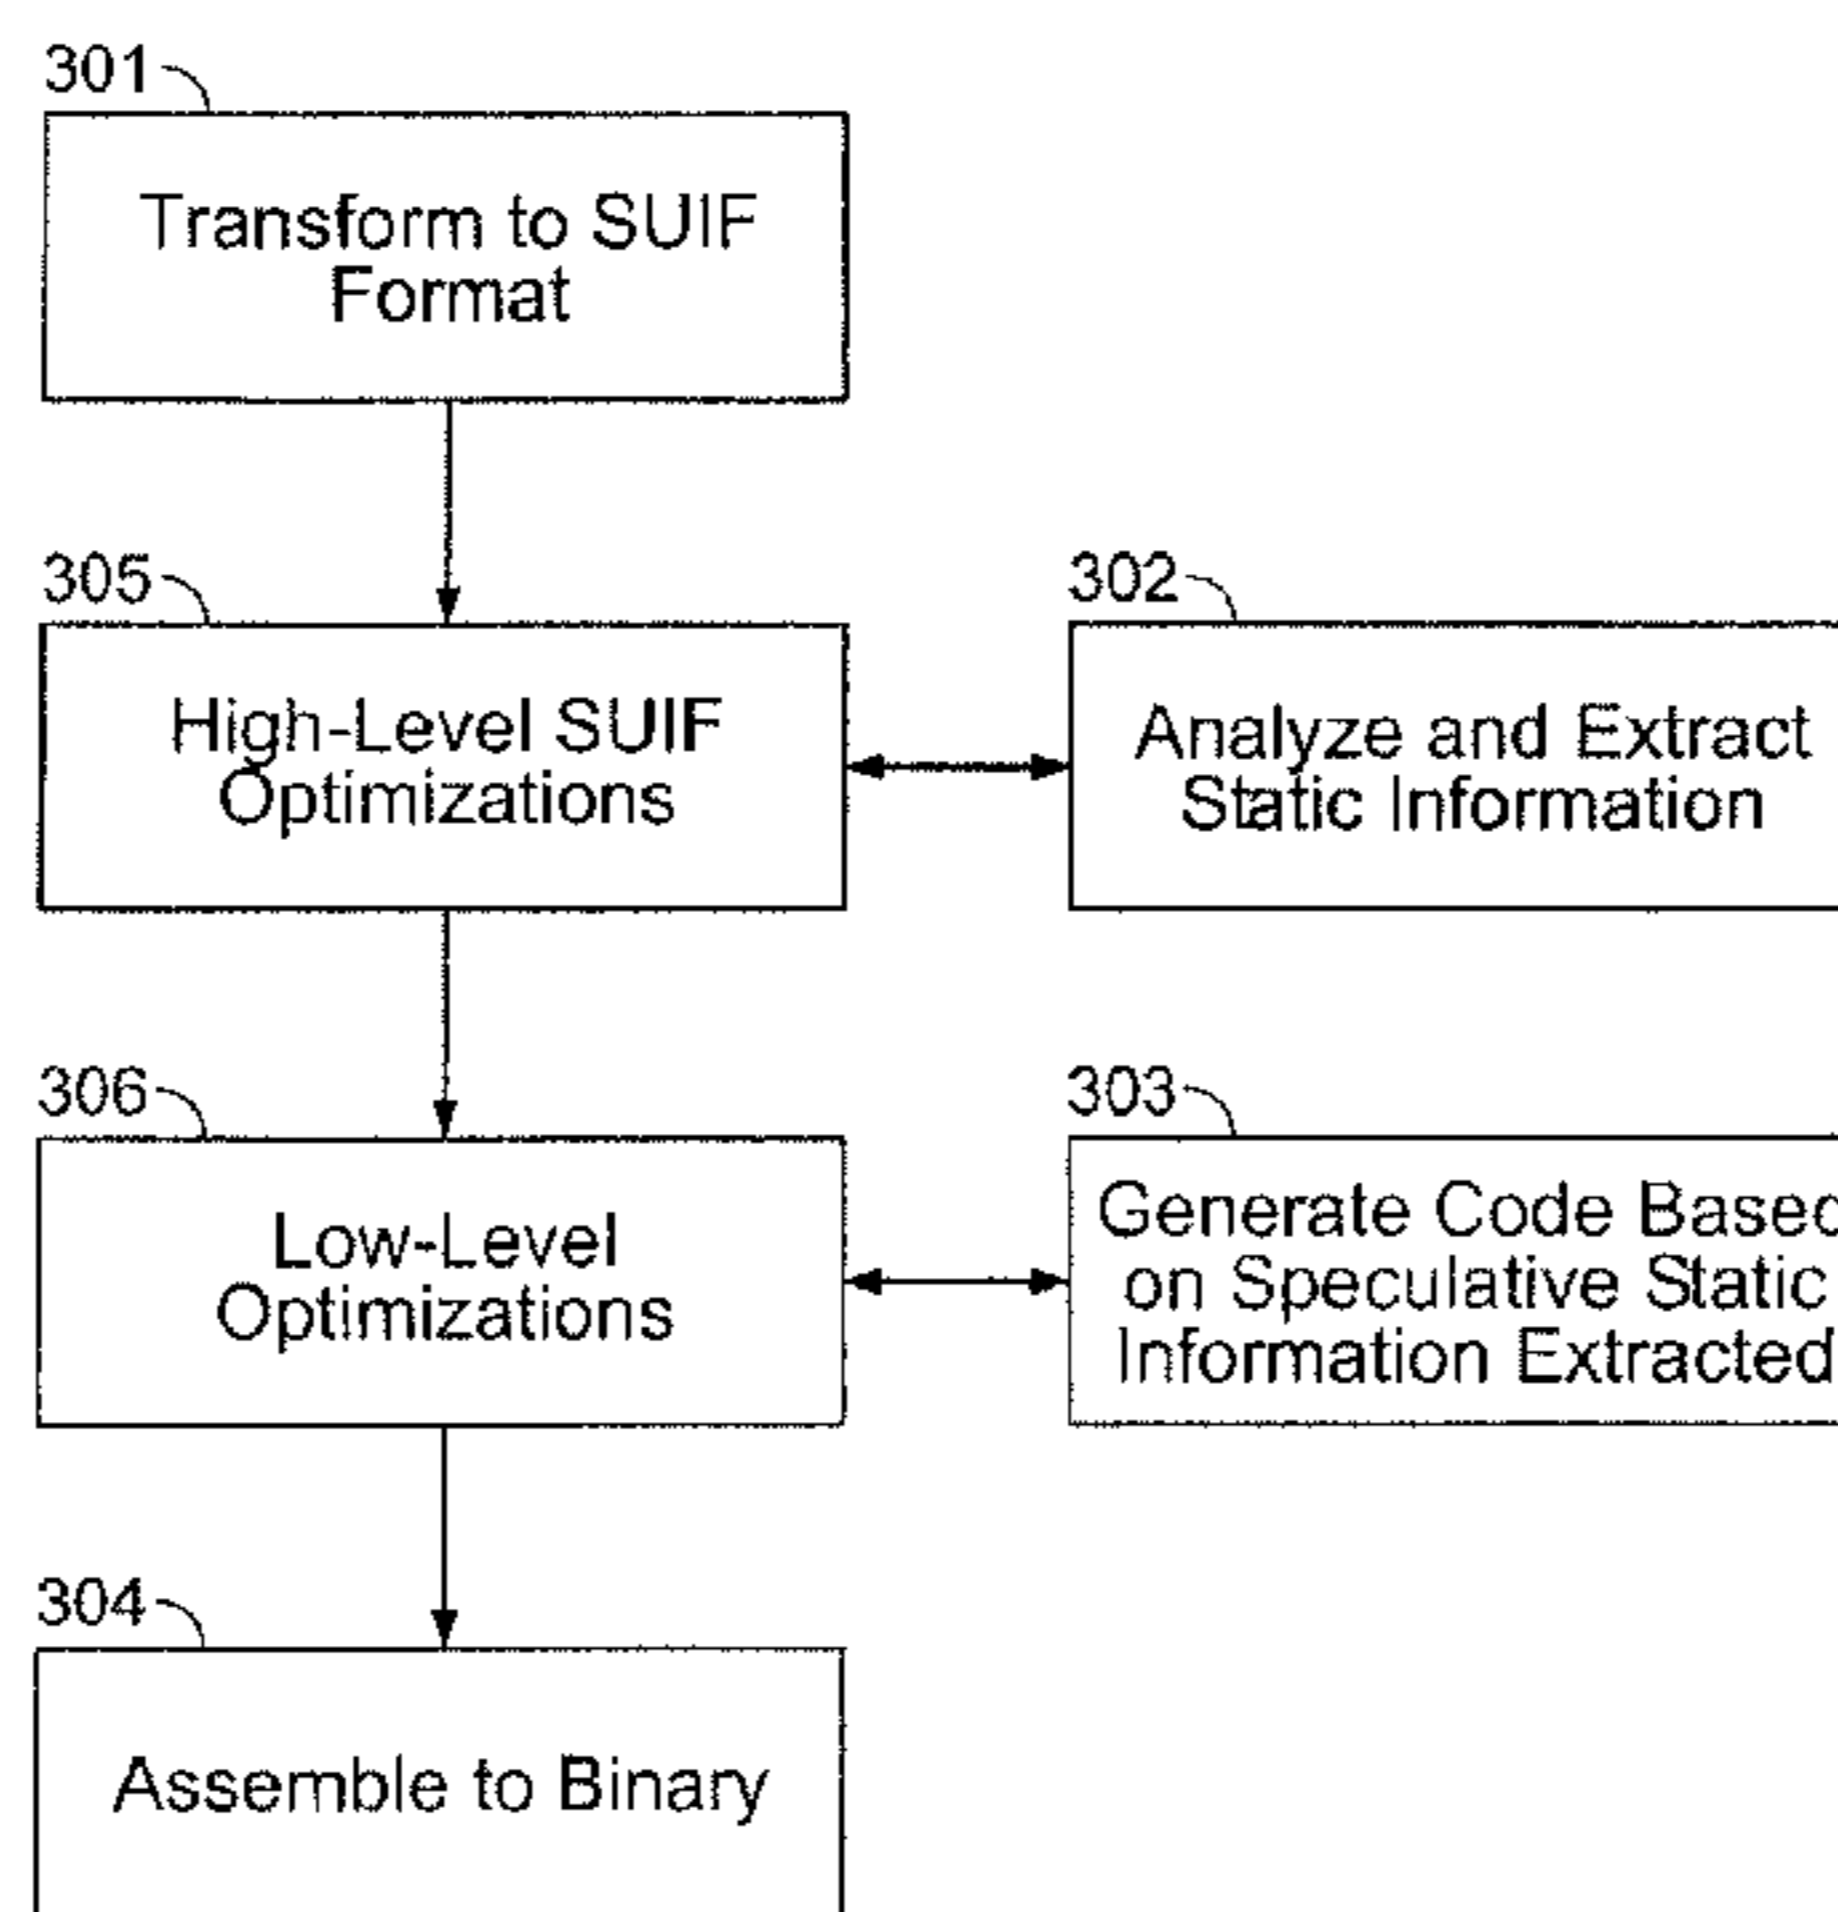 301
Transform to SUIF
Format
305
High-Level SUIF
Optimizations
302
Analyze and Extract
Static Information
306
Low-Level
Optimizations
303
Generate Code Based
on Speculative Static
Information Extracted
304
Assemble to Binary